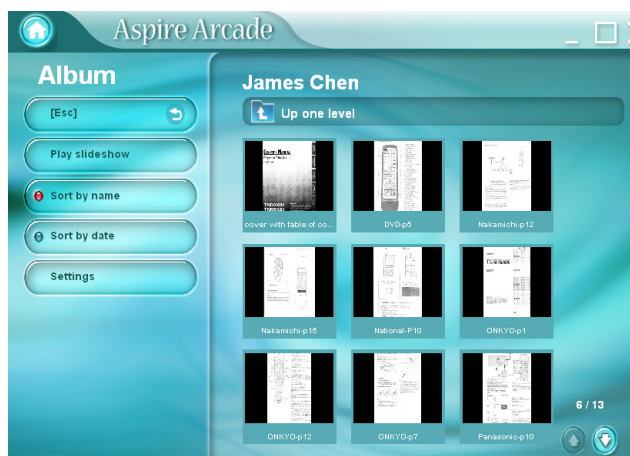 Aspire Arcade
Album
[Esc]
Play slideshow
Sort by name
Sort by date
Settings
James Chen
Up one level
cover with table of co...
DVD-p5
Nakamichi-p12
Nakamichi-p15
National-P10
ONKYO-p1
ONKYO-p12
ONKYO-p7
Panasonic-p10
6 / 13